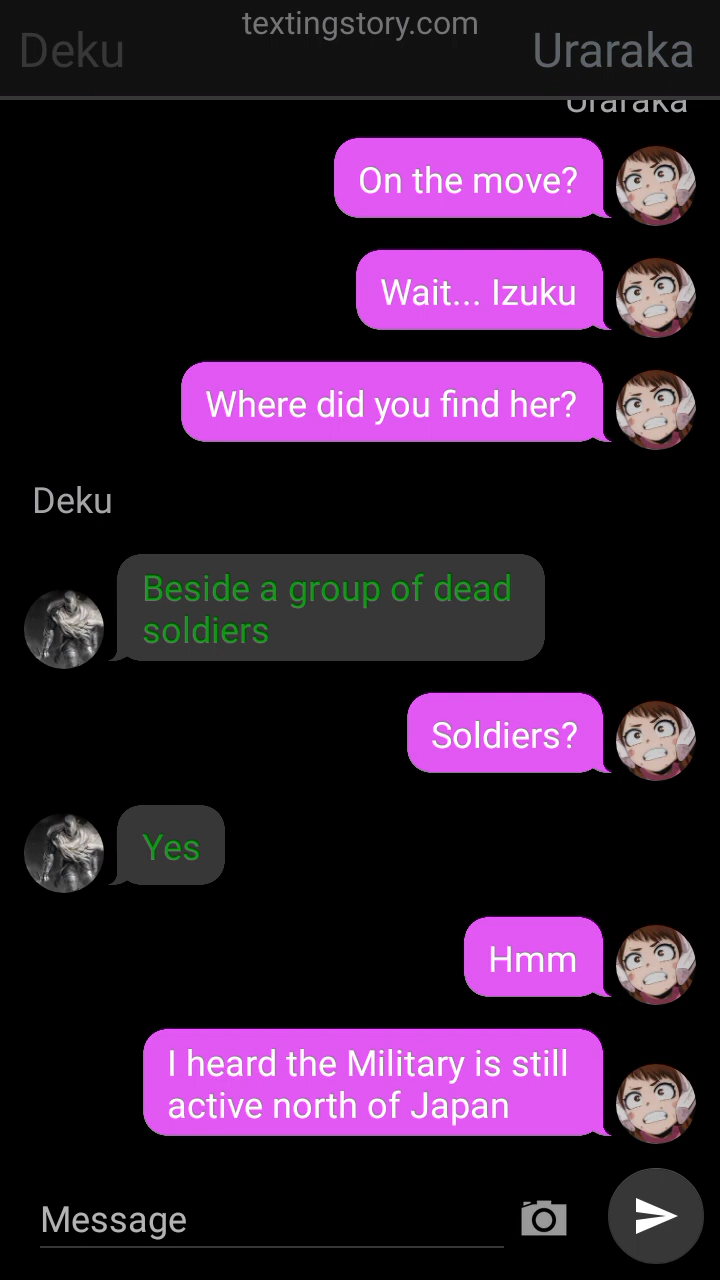 textingstory.com
Deku
Uraraka
Uraraka
On the move?
Wait... Izuku
Where did you find her?
Deku
Beside a group of dead
soldiers
Soldiers?
Yes
Hmm
I heard the Military is still
active north of Japan
Message